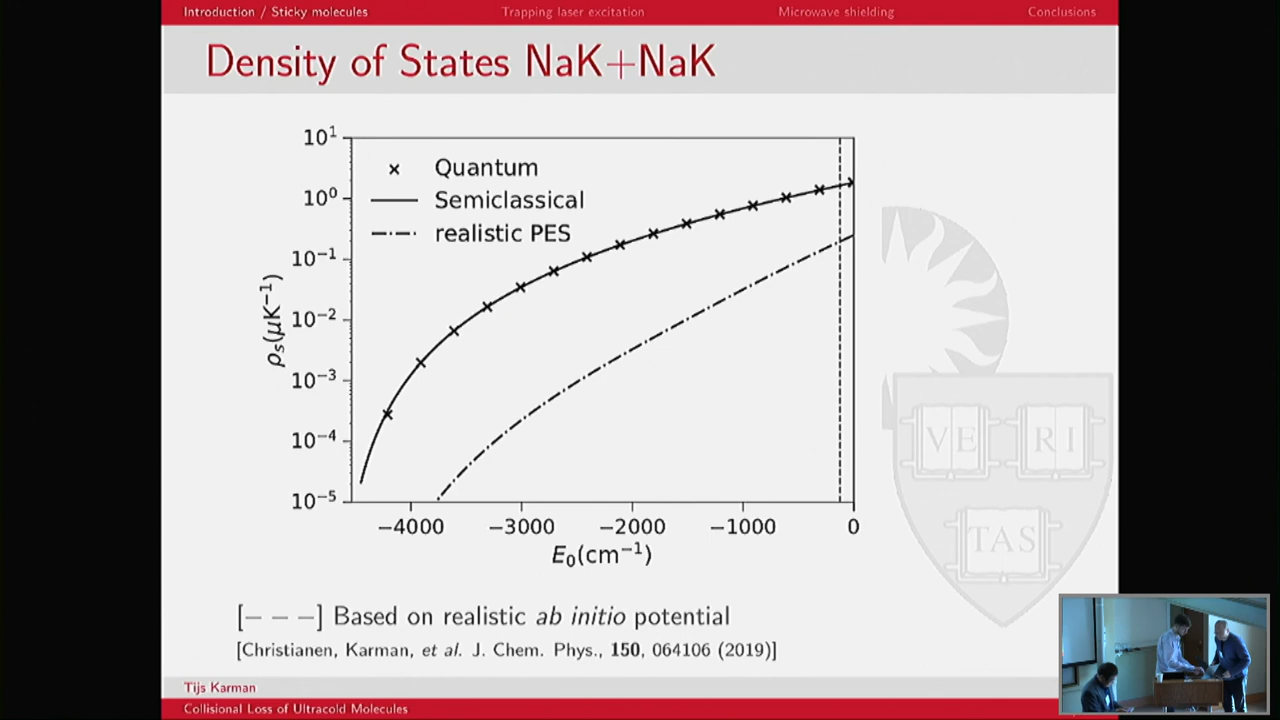 Introduction / Sticky molecules Trapping laser excitation Microwave shielding Conclusions
Density of States NaK+NaK
10¹
10⁰
10⁻¹
10⁻²
10⁻³
10⁻⁴
10⁻⁵
ρₛ(μK⁻¹)
× Quantum
Semiclassical
realistic PES
−4000 −3000 −2000 −1000 0
E₀(cm⁻¹)
VE RI
TAS
[− − −] Based on realistic ab initio potential
[Christianen, Karman, et al. J. Chem. Phys., 150, 064106 (2019)]
Tijs Karman
Collisional Loss of Ultracold Molecules